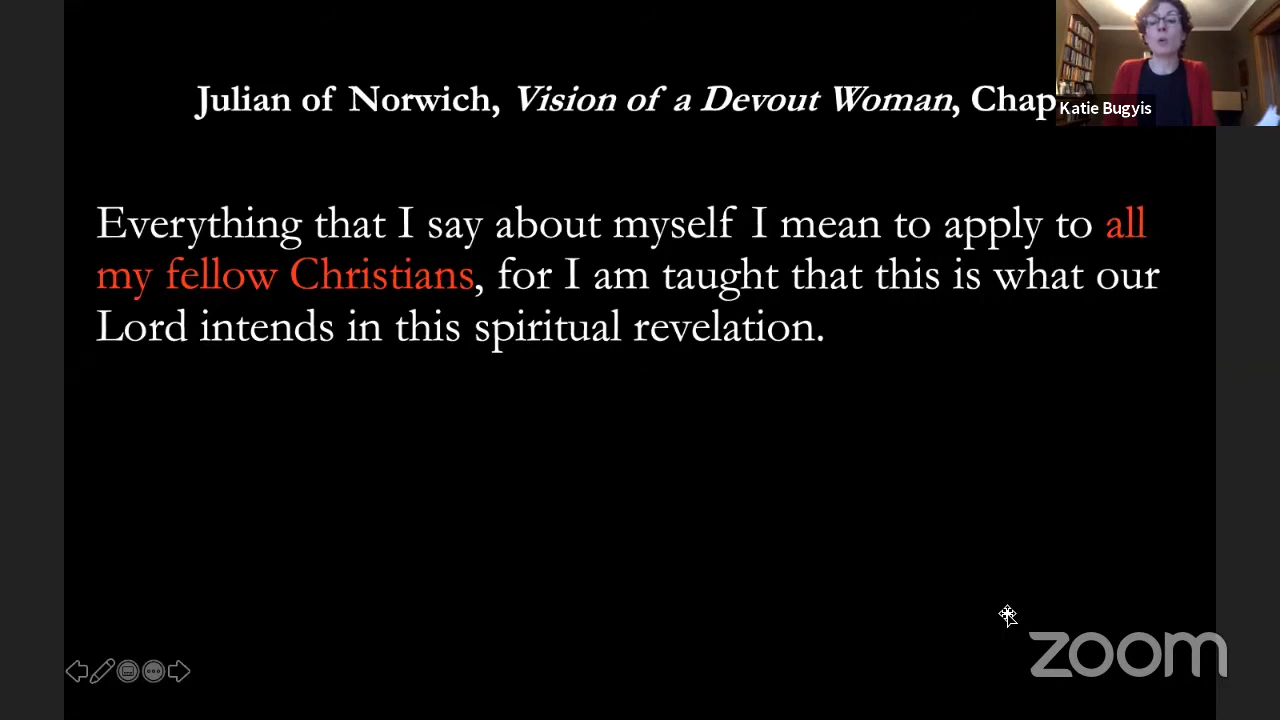 Julian of Norwich, Vision of a Devout Woman, Chap
Katie Bugyis
Everything that I say about myself I mean to apply to all
my fellow Christians, for I am taught that this is what our
Lord intends in this spiritual revelation.
zoom